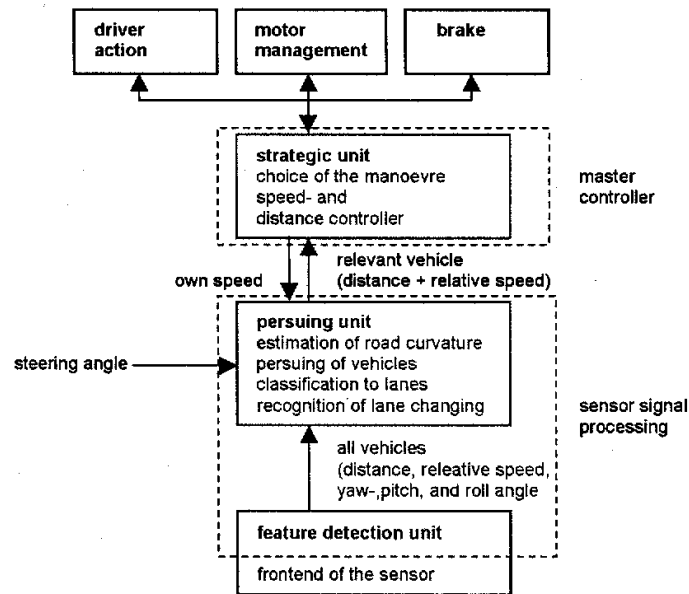 driver
action
motor
management
brake
strategic unit
choice of the manoevre
speed- and
distance controller
master
controller
own speed
relevant vehicle
(distance + relative speed)
persuing unit
estimation of road curvature
persuing of vehicles
classification to lanes
recognition of lane changing
steering angle
sensor signal
processing
all vehicles
(distance, releative speed,
yaw-,pitch, and roll angle
feature detection unit
frontend of the sensor